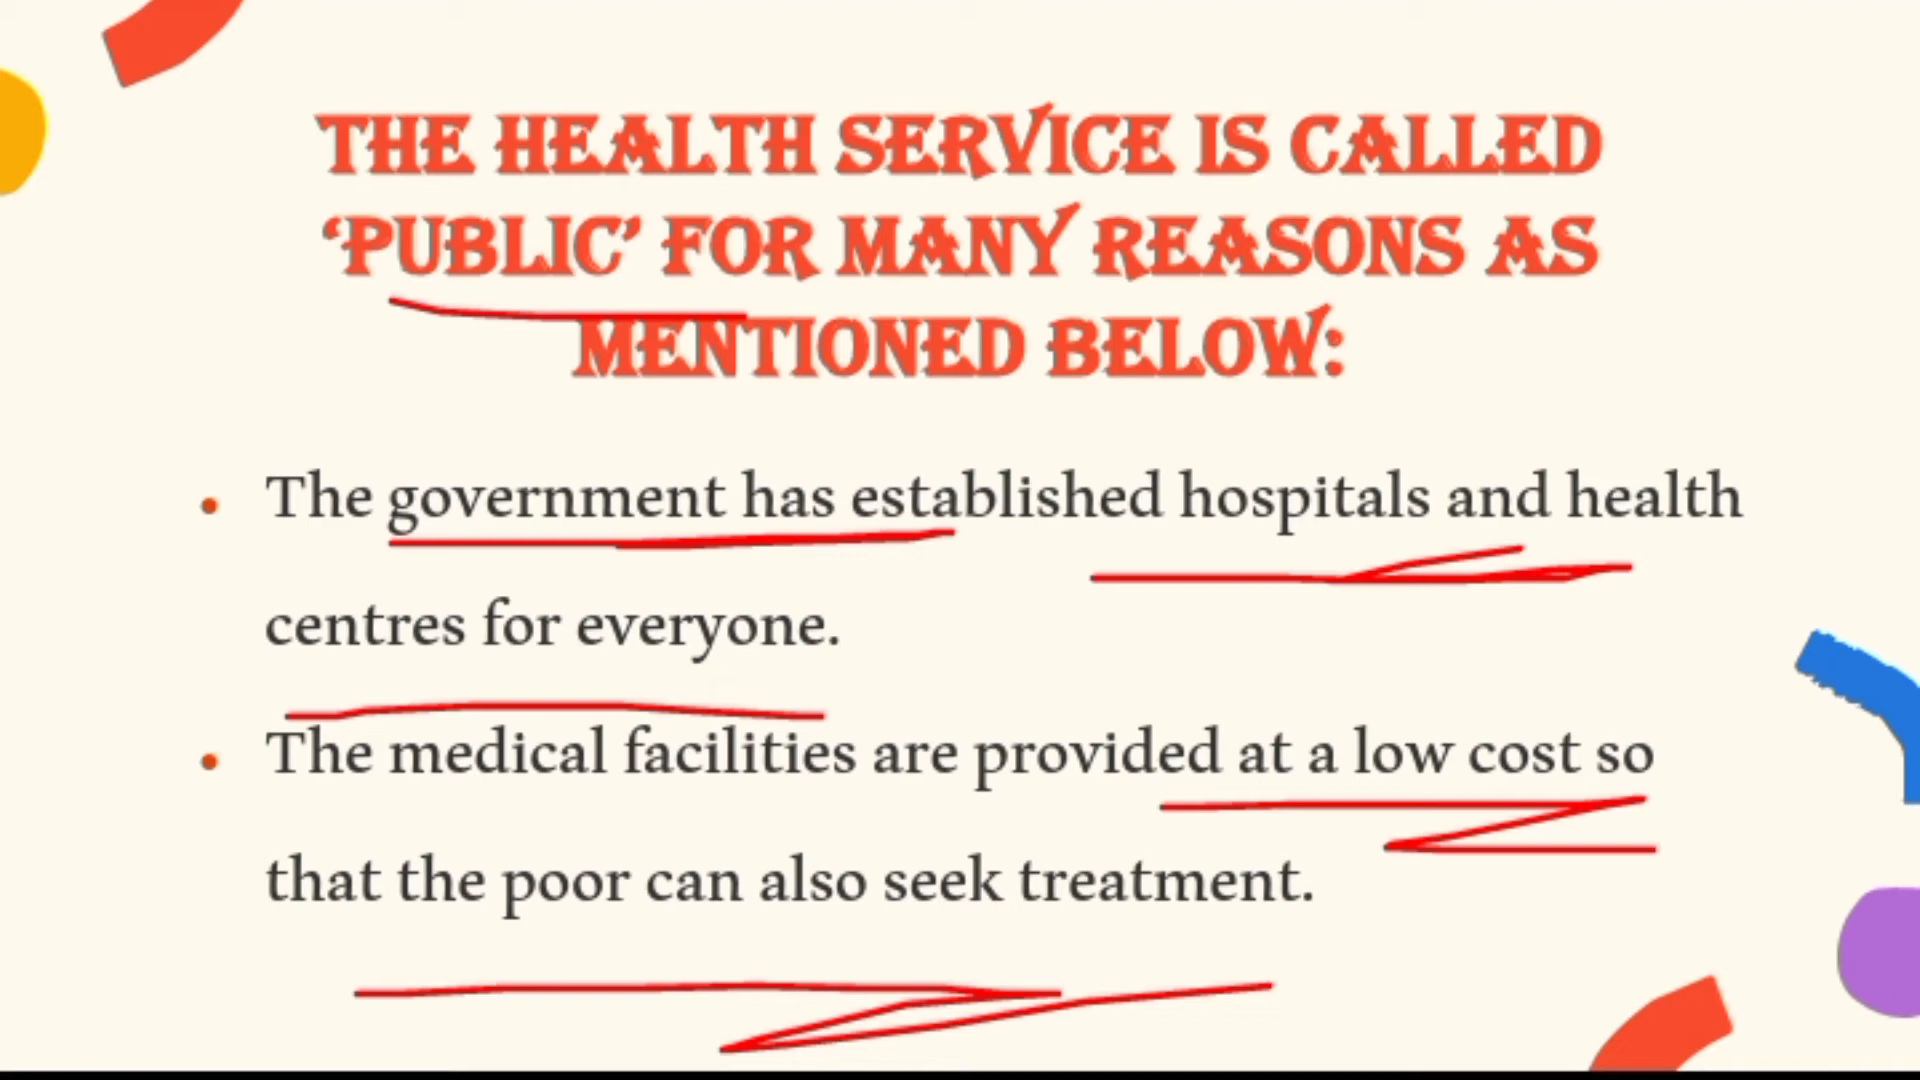 THE HEALTH SERVICE IS CALLED
‘PUBLIC’ FOR MANY REASONS AS
MENTIONED BELOW:
• The government has established hospitals and health
centres for everyone.
• The medical facilities are provided at a low cost so
that the poor can also seek treatment.